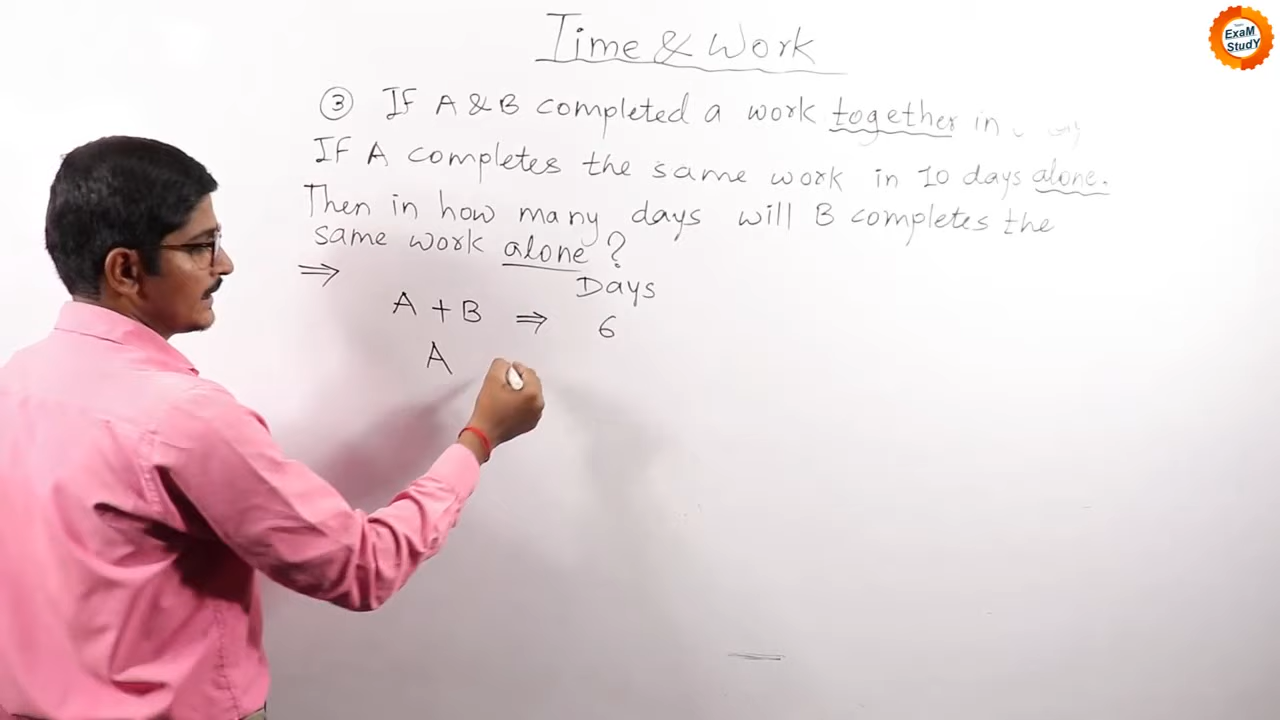 Time & Work
ExaM
StudY
③ If A & B completed a work together in
If A completes the same work in 10 days alone.
Then in how many days will B completes the
same work alone?
⇒
Days
A + B ⇒ 6
A